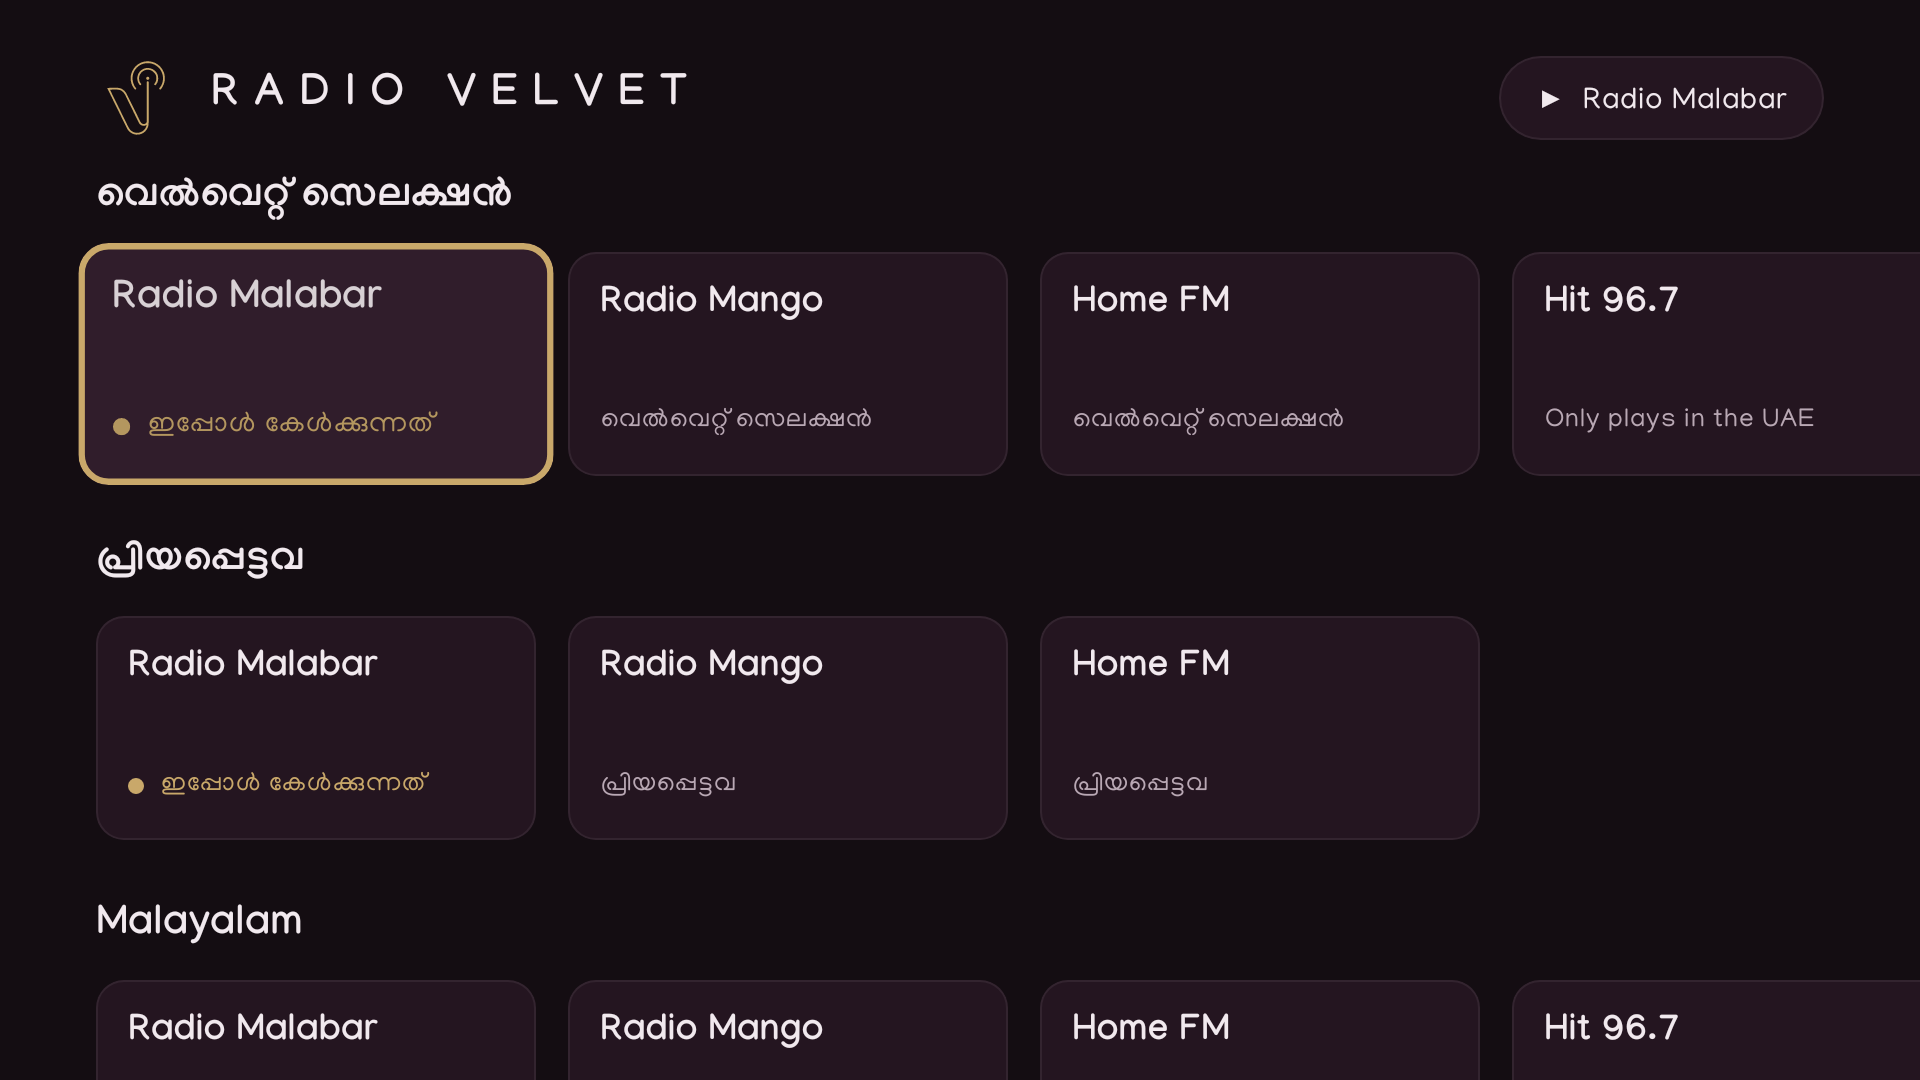 RADIO VELVET
▶ Radio Malabar
വെൽവെറ്റ് സെലക്ഷൻ
Radio Malabar
Radio Mango
Home FM
Hit 96.7
ഇപ്പോൾ കേൾക്കുന്നത്
വെൽവെറ്റ് സെലക്ഷൻ
വെൽവെറ്റ് സെലക്ഷൻ
Only plays in the UAE
പ്രിയപ്പെട്ടവ
Radio Malabar
Radio Mango
Home FM
ഇപ്പോൾ കേൾക്കുന്നത്
പ്രിയപ്പെട്ടവ
പ്രിയപ്പെട്ടവ
Malayalam
Radio Malabar
Radio Mango
Home FM
Hit 96.7